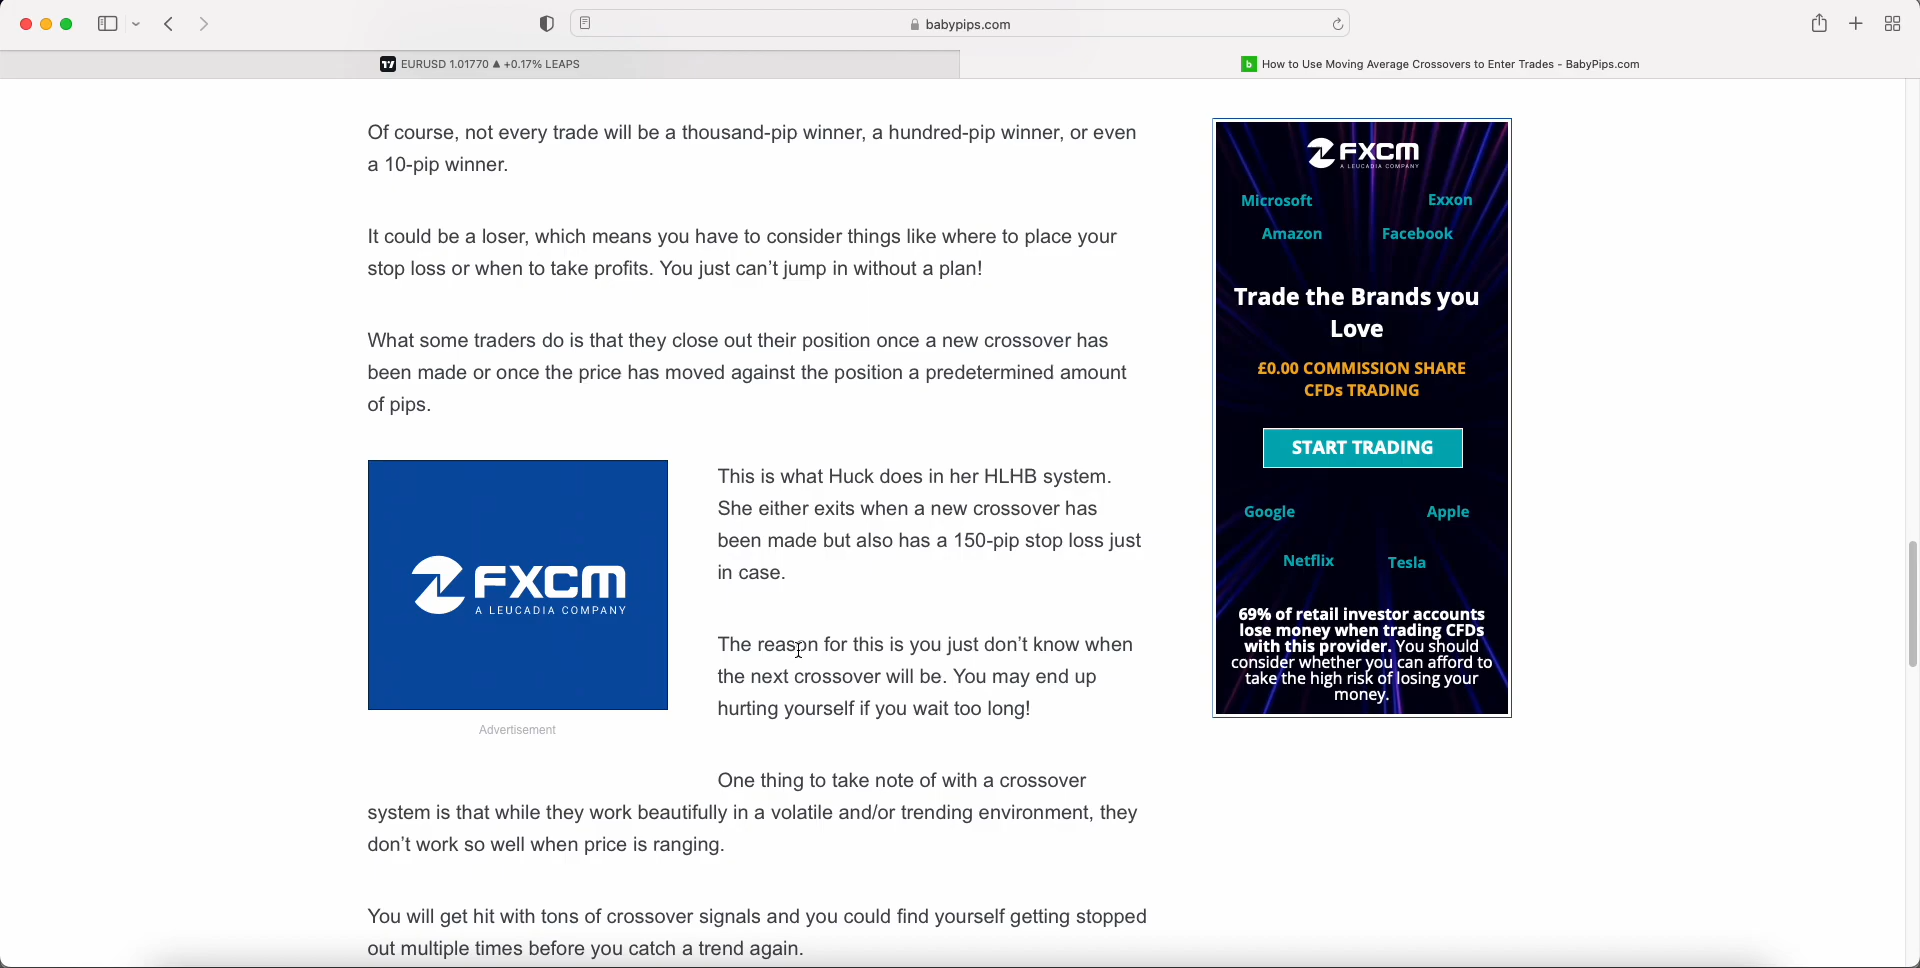 babypips.com
EURUSD 1.01770 ▲ +0.17% LEAPS
How to Use Moving Average Crossovers to Enter Trades - BabyPips.com
Of course, not every trade will be a thousand-pip winner, a hundred-pip winner, or even
a 10-pip winner.
It could be a loser, which means you have to consider things like where to place your
stop loss or when to take profits. You just can't jump in without a plan!
What some traders do is that they close out their position once a new crossover has
been made or once the price has moved against the position a predetermined amount
of pips.
FXCM
A LEUCADIA COMPANY
Advertisement
This is what Huck does in her HLHB system.
She either exits when a new crossover has
been made but also has a 150-pip stop loss just
in case.
The reason for this is you just don't know when
the next crossover will be. You may end up
hurting yourself if you wait too long!
One thing to take note of with a crossover
system is that while they work beautifully in a volatile and/or trending environment, they
don't work so well when price is ranging.
You will get hit with tons of crossover signals and you could find yourself getting stopped
out multiple times before you catch a trend again.
FXCM
A LEUCADIA COMPANY
Microsoft
Exxon
Amazon
Facebook
Trade the Brands you
Love
£0.00 COMMISSION SHARE
CFDs TRADING
START TRADING
Google
Apple
Netflix
Tesla
69% of retail investor accounts
lose money when trading CFDs
with this provider. You should
consider whether you can afford to
take the high risk of losing your
money.